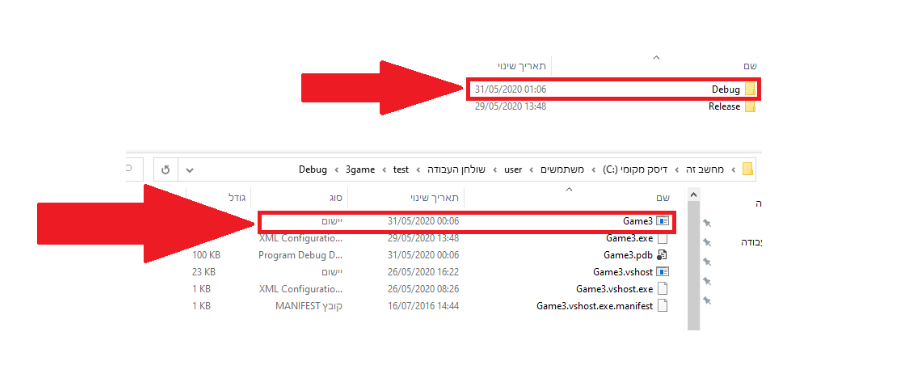 שם תאריך שינוי
Debug 31/05/2020 01:06
Release 29/05/2020 13:48
מחשב זה ‹ דיסק מקומי (C:) ‹ משתמשים ‹ user ‹ שולחן העבודה ‹ test ‹ 3game ‹ Debug
שם תאריך שינוי סוג גודל
Game3 31/05/2020 00:06 יישום
Game3.exe 29/05/2020 13:48 XML Configuratio...
Game3.pdb 31/05/2020 00:06 Program Debug D... 100 KB
Game3.vshost 26/05/2020 16:22 יישום 23 KB
Game3.vshost.exe 26/05/2020 08:26 XML Configuratio... 1 KB
Game3.vshost.exe.manifest 16/07/2016 14:44 קובץ MANIFEST 1 KB